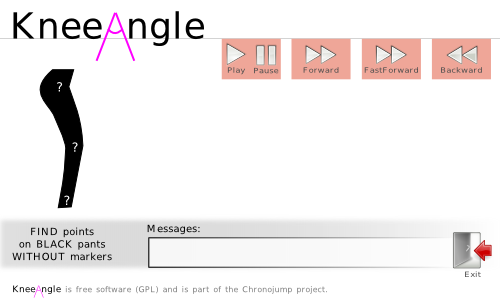 KneeAngle
Play Pause Forward FastForward Backward
?
?
?
FIND points
on BLACK pants
WITHOUT markers
Messages:
Exit
KneeAngle is free software (GPL) and is part of the Chronojump project.